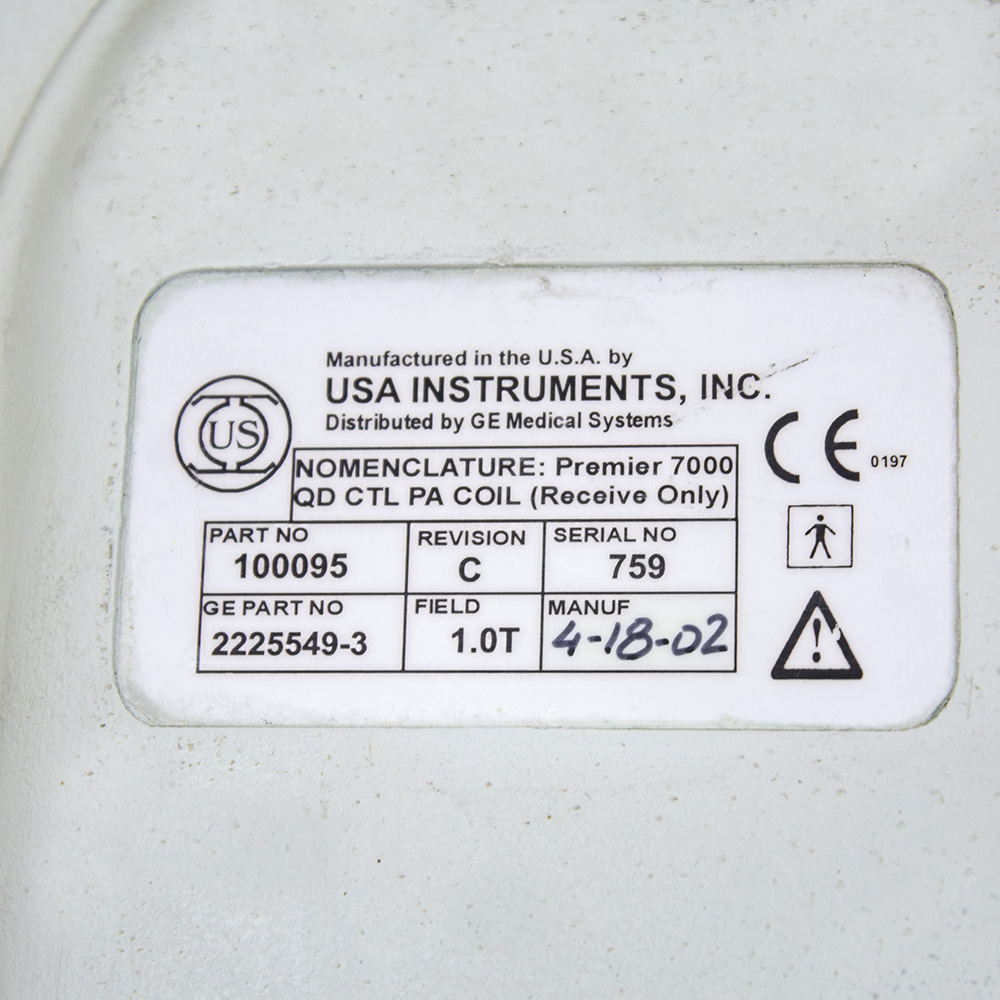 Manufactured in the U.S.A. by
USA INSTRUMENTS, INC.
Distributed by GE Medical Systems
US
NOMENCLATURE: Premier 7000
QD CTL PA COIL (Receive Only)
CE 0197
PART NO REVISION SERIAL NO
100095 C 759
GE PART NO FIELD MANUF
2225549-3 1.0T 4-18-02